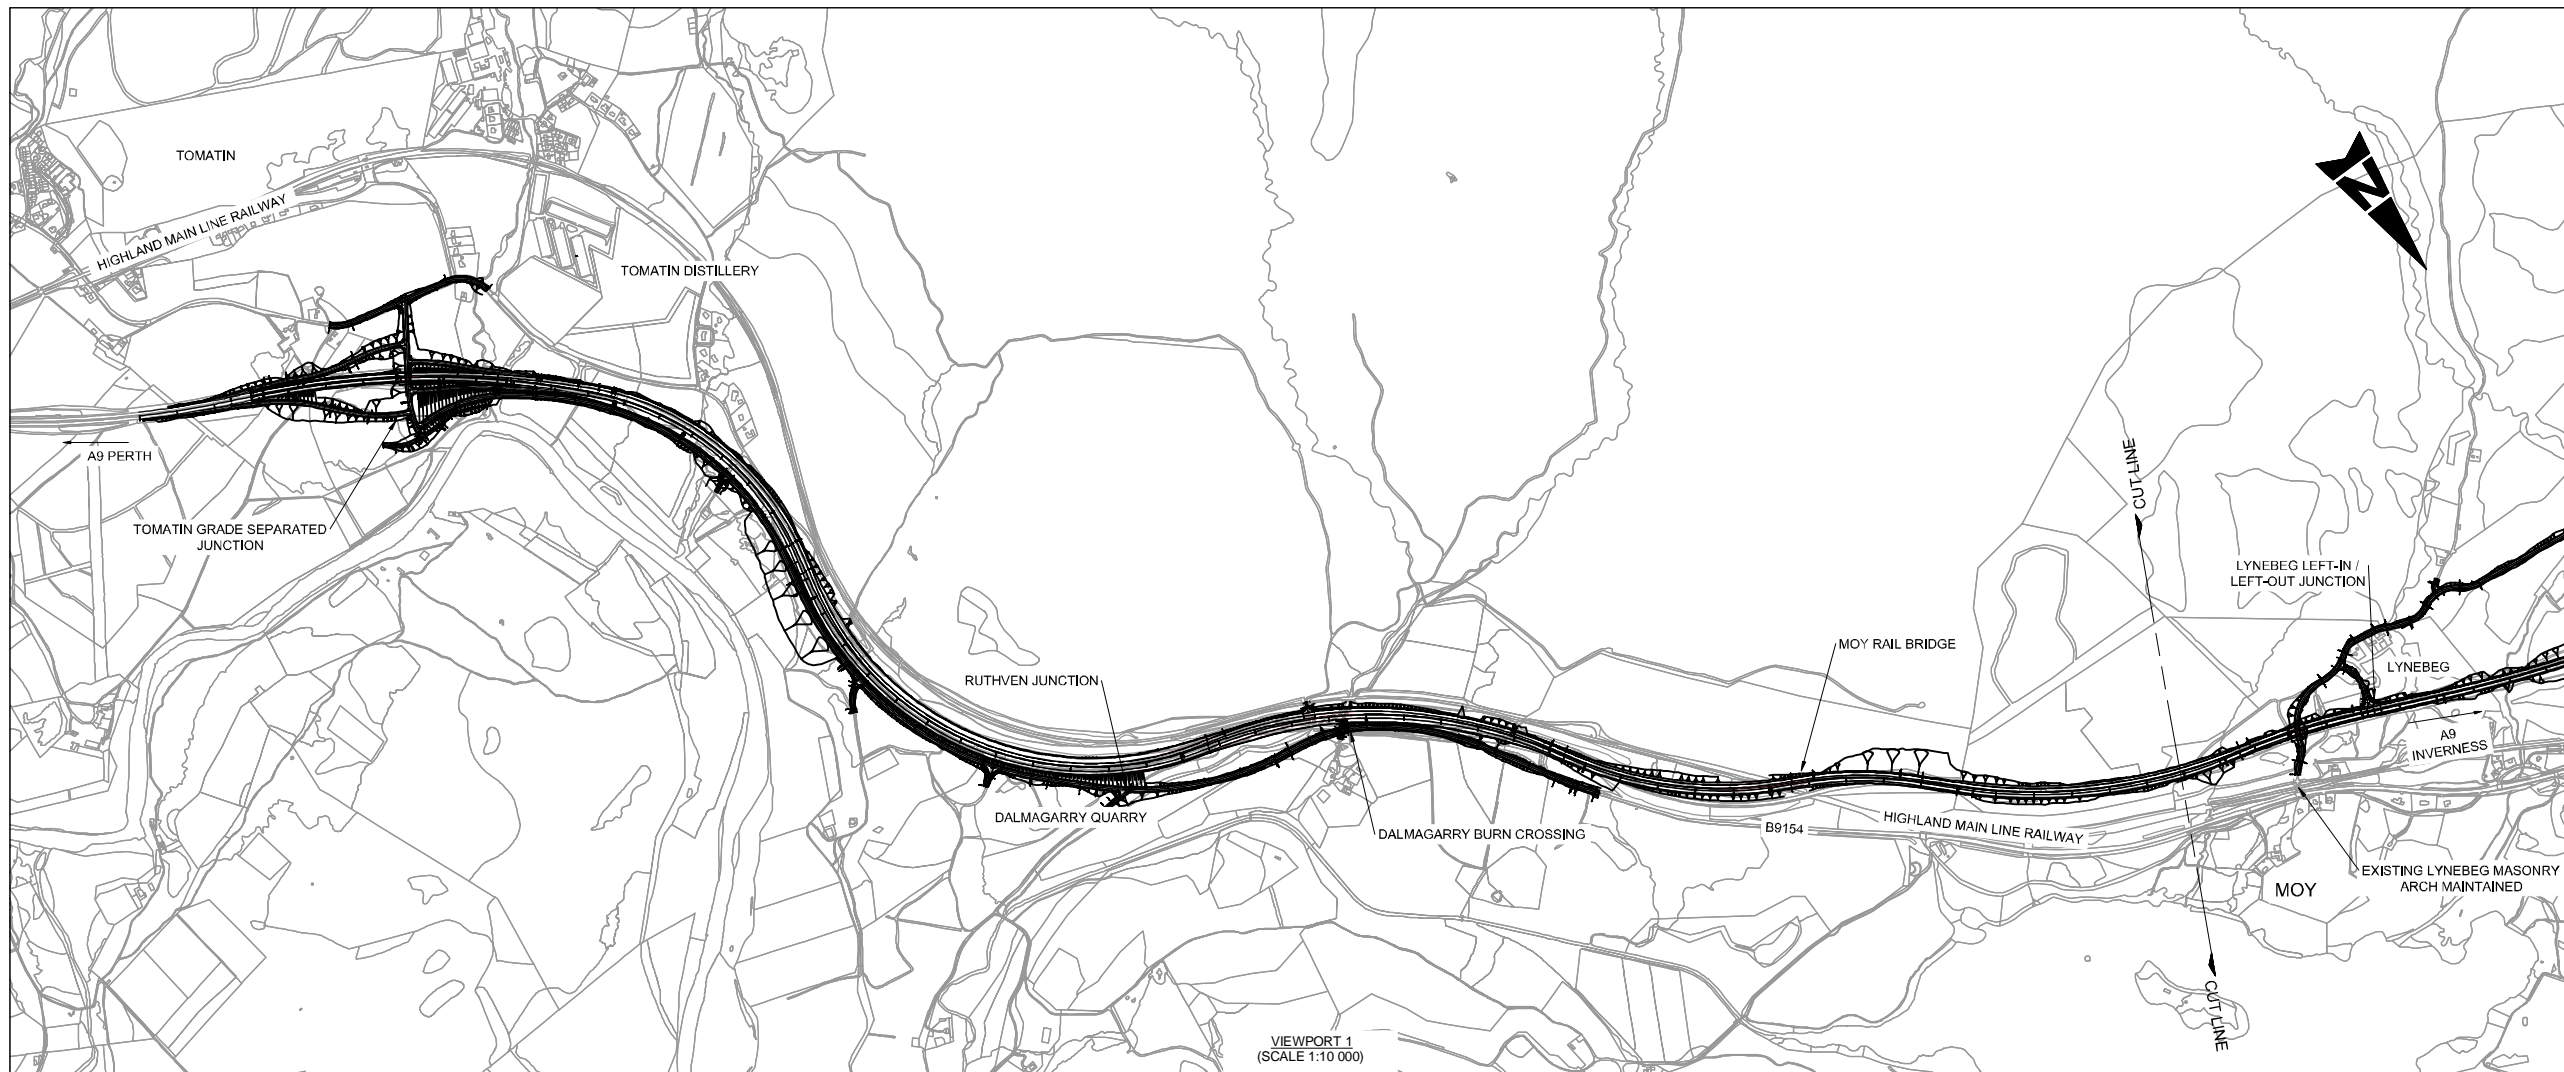 TOMATIN
HIGHLAND MAIN LINE RAILWAY
TOMATIN DISTILLERY
N
A9 PERTH
TOMATIN GRADE SEPARATED
JUNCTION
CUT LINE
LYNEBEG LEFT-IN /
LEFT-OUT JUNCTION
MOY RAIL BRIDGE
LYNEBEG
RUTHVEN JUNCTION
A9
INVERNESS
DALMAGARRY QUARRY
DALMAGARRY BURN CROSSING
B9154
HIGHLAND MAIN LINE RAILWAY
EXISTING LYNEBEG MASONRY
ARCH MAINTAINED
MOY
CUT LINE
VIEWPORT 1
(SCALE 1:10 000)